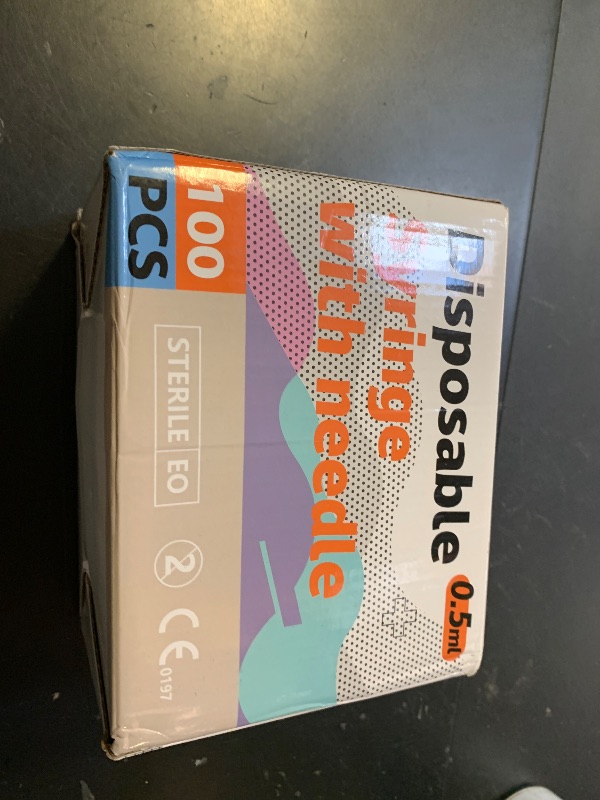 Disposable 0.5ml
Syringe
with needle
100
PCS
STERILE EO
2
CE 0197